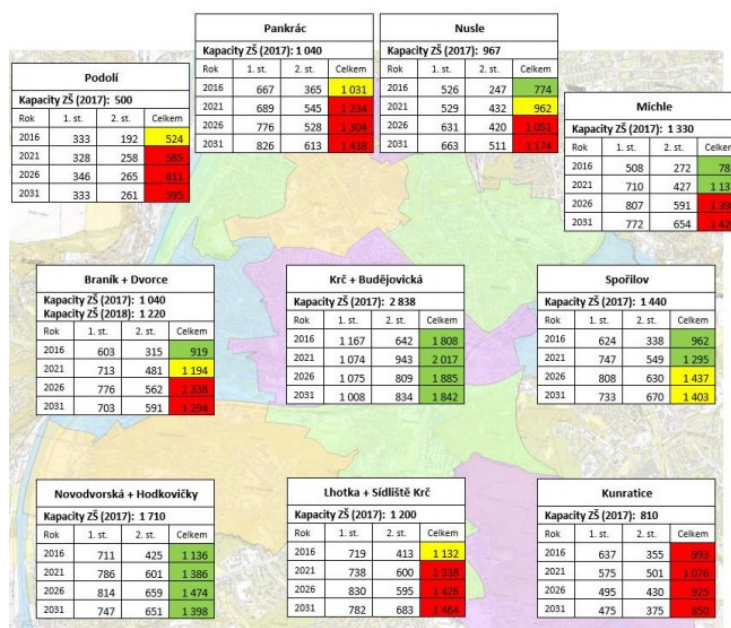 Podolí
Kapacity ZŠ (2017): 500
Rok 1. st. 2. st. Celkem
2016 333 192 524
2021 328 258 585
2026 346 265 611
2031 333 261 595
Pankrác
Kapacity ZŠ (2017): 1 040
Rok 1. st. 2. st. Celkem
2016 667 365 1 031
2021 689 545 1 234
2026 776 528 1 304
2031 826 613 1 438
Nusle
Kapacity ZŠ (2017): 967
Rok 1. st. 2. st. Celkem
2016 526 247 774
2021 529 432 962
2026 631 420 1 051
2031 663 511 1 174
Michle
Kapacity ZŠ (2017): 1 330
Rok 1. st. 2. st. Celkem
2016 508 272
2021 710 427
2026 807 591
2031 772 654
Braník + Dvorce
Kapacity ZŠ (2017): 1 040
Kapacity ZŠ (2018): 1 220
Rok 1. st. 2. st. Celkem
2016 603 315 919
2021 713 481 1 194
2026 776 562 1 338
2031 703 591 1 294
Krč + Budějovická
Kapacity ZŠ (2017): 2 838
Rok 1. st. 2. st. Celkem
2016 1 167 642 1 808
2021 1 074 943 2 017
2026 1 075 809 1 885
2031 1 008 834 1 842
Spořilov
Kapacity ZŠ (2017): 1 440
Rok 1. st. 2. st. Celkem
2016 624 338 962
2021 747 549 1 295
2026 808 630 1 437
2031 733 670 1 403
Novodvorská + Hodkovičky
Kapacity ZŠ (2017): 1 710
Rok 1. st. 2. st. Celkem
2016 711 425 1 136
2021 786 601 1 386
2026 814 659 1 474
2031 747 651 1 398
Lhotka + Sídliště Krč
Kapacity ZŠ (2017): 1 200
Rok 1. st. 2. st. Celkem
2016 719 413 1 132
2021 738 600 1 338
2026 830 595 1 426
2031 782 683 1 464
Kunratice
Kapacity ZŠ (2017): 810
Rok 1. st. 2. st. Celkem
2016 637 355 993
2021 575 501 1 076
2026 495 430 925
2031 475 375 850